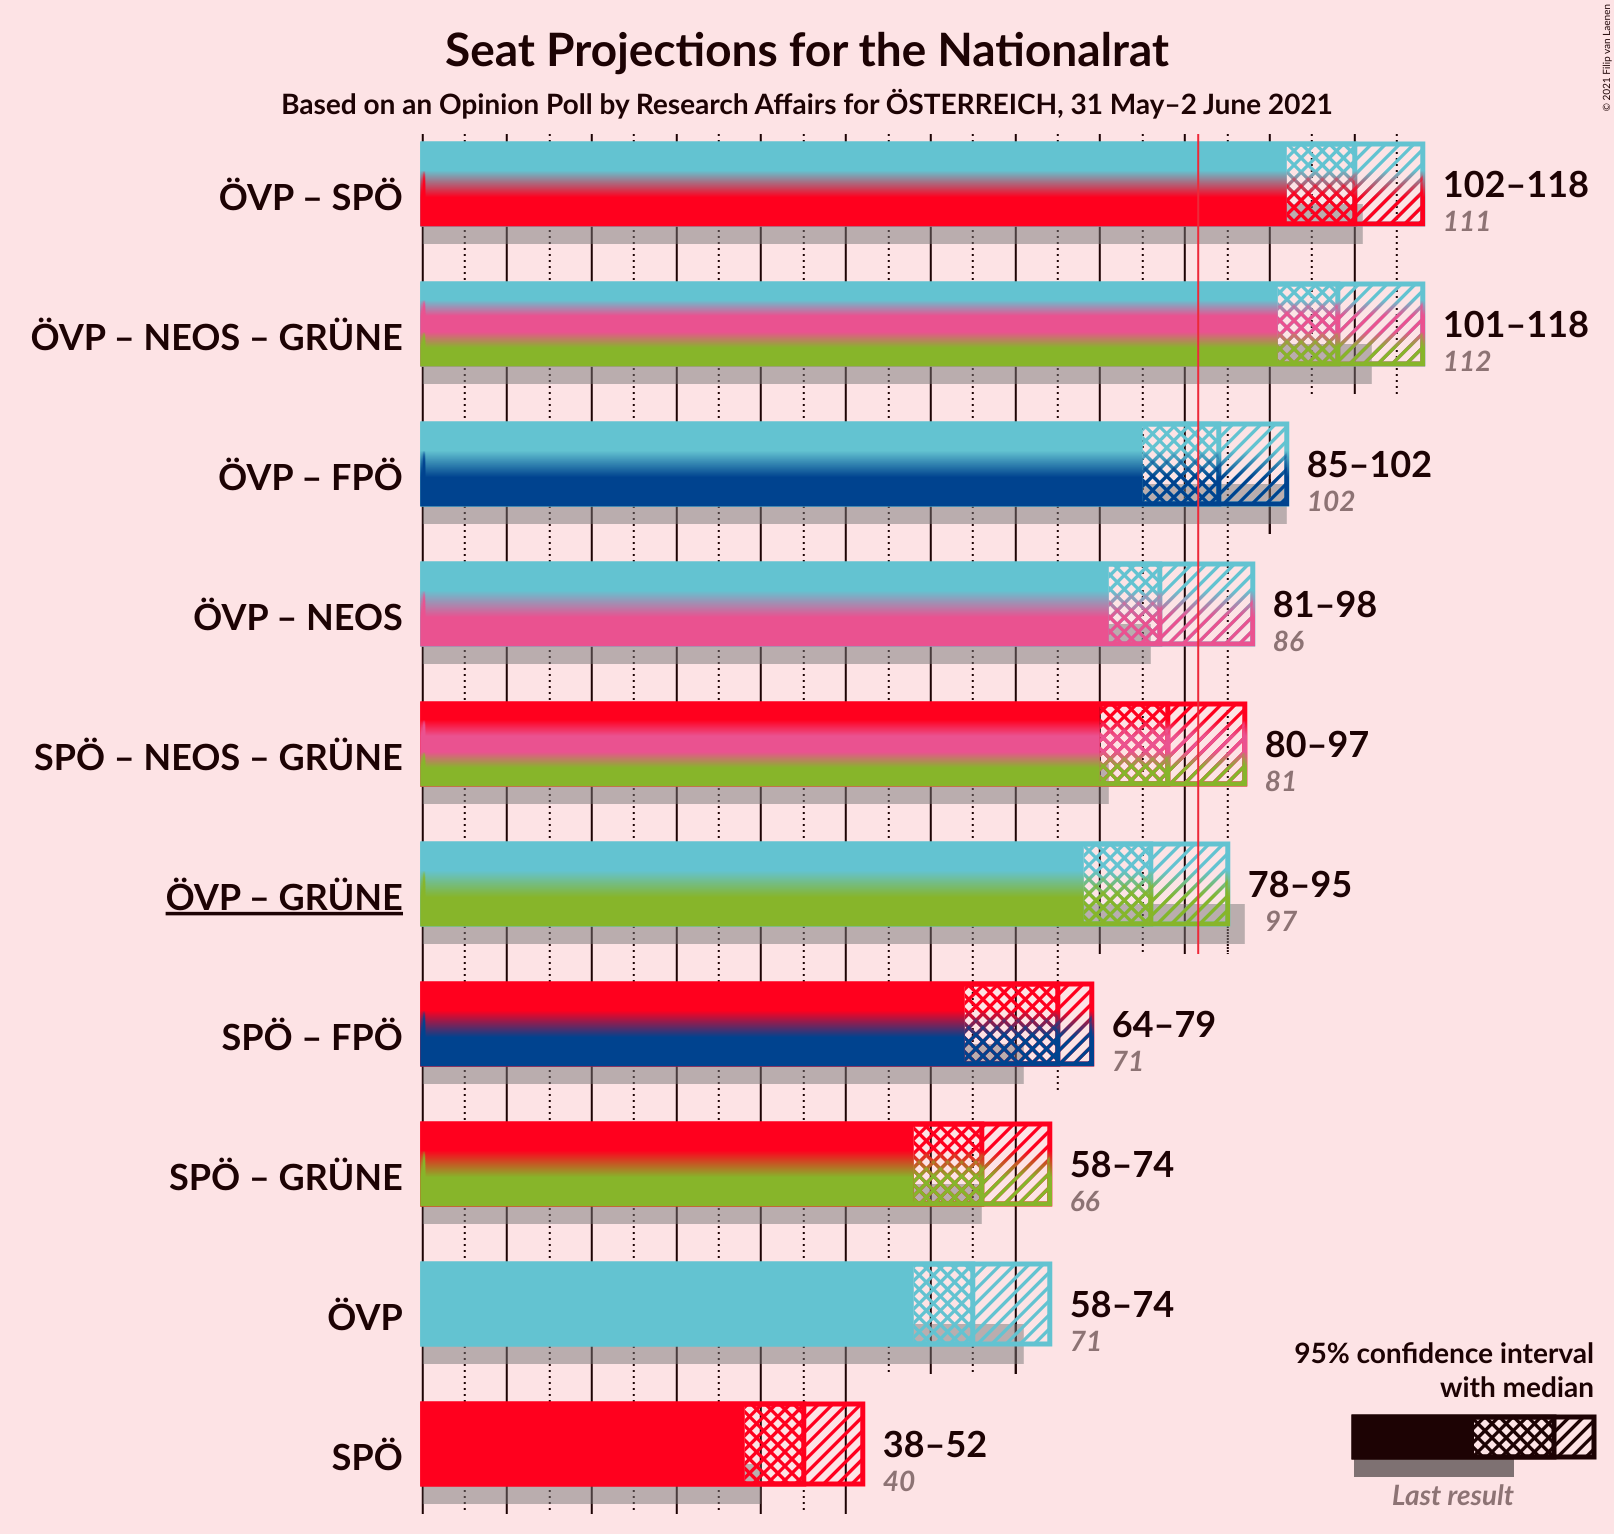 Seat Projections for the Nationalrat
Based on an Opinion Poll by Research Affairs for ÖSTERREICH, 31 May–2 June 2021
© 2021 Filip van Laenen
ÖVP – SPÖ
102–118
111
ÖVP – NEOS – GRÜNE
101–118
112
ÖVP – FPÖ
85–102
102
ÖVP – NEOS
81–98
86
SPÖ – NEOS – GRÜNE
80–97
81
ÖVP – GRÜNE
78–95
97
SPÖ – FPÖ
64–79
71
SPÖ – GRÜNE
58–74
66
ÖVP
58–74
71
SPÖ
38–52
40
95% confidence interval
with median
Last result